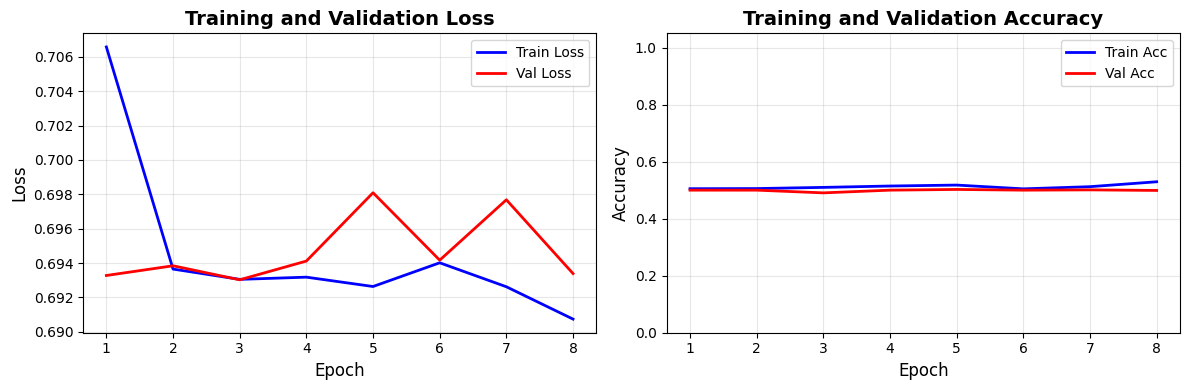 Training and Validation Loss
Loss
0.706
0.704
0.702
0.700
0.698
0.696
0.694
0.692
0.690
Train Loss
Val Loss
1 2 3 4 5 6 7 8
Epoch
Training and Validation Accuracy
Accuracy
1.0
0.8
0.6
0.4
0.2
0.0
Train Acc
Val Acc
1 2 3 4 5 6 7 8
Epoch